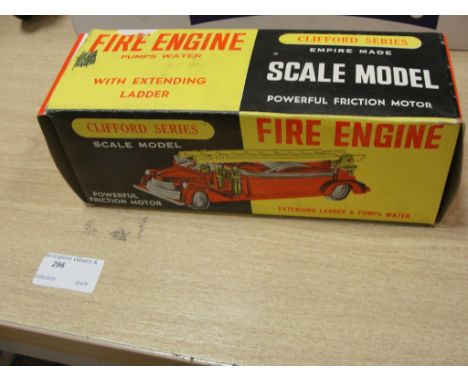 FIRE ENGINE
PUMPS WATER
WITH EXTENDING
LADDER
CLIFFORD SERIES
EMPIRE MADE
SCALE MODEL
POWERFUL FRICTION MOTOR
CLIFFORD SERIES
SCALE MODEL
POWERFUL
FRICTION MOTOR
FIRE ENGINE
EXTENDING LADDER & PUMPS WATER
296